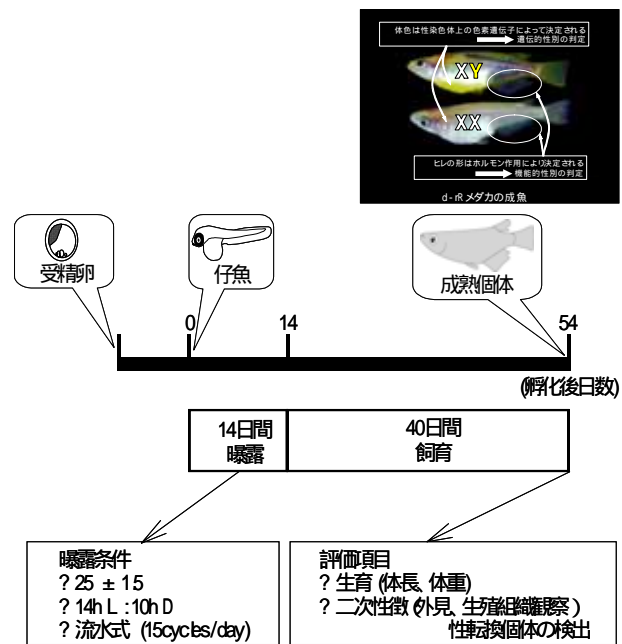 体色は性染色体上の色素遺伝子によって決定される
遺伝的性別の判定
XY
XX
ヒレの形はホルモン作用により決定される
機能的性別の判定
d-rR メダカの成魚
受精卵
仔魚
成熟個体
0
14
54
(孵化後日数)
14日間
曝露
40日間
飼育
曝露条件
? 25 ± 1.5
? 14h L : 10h D
? 流水式 (15cycles/day)
評価項目
? 生育 (体長、体重)
? 二次性徴 (外見、生殖組織観察)
性転換個体の検出